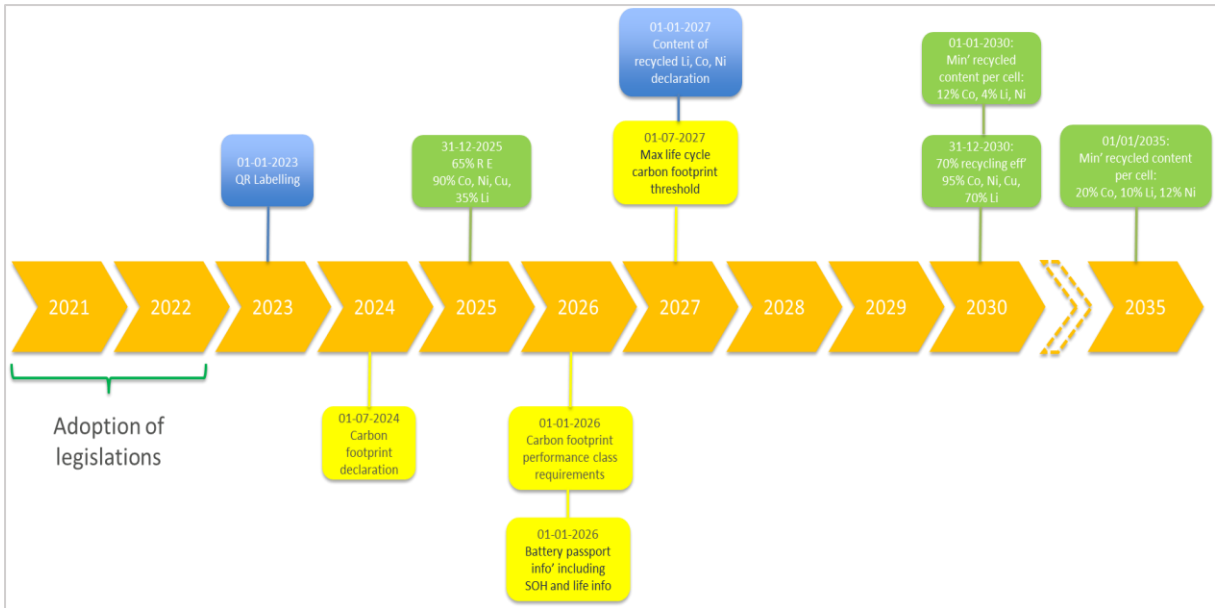 01-01-2027
Content of
recycled Li, Co, Ni
declaration
01-01-2030:
Min' recycled
content per cell:
12% Co, 4% Li, Ni
01-01-2023
QR Labelling
31-12-2025
65% R E
90% Co, Ni, Cu,
35% Li
01-07-2027
Max life cycle
carbon footprint
threshold
31-12-2030:
70% recycling eff'
95% Co, Ni, Cu,
70% Li
01/01/2035:
Min' recycled content
per cell:
20% Co, 10% Li, 12% Ni
2021
2022
2023
2024
2025
2026
2027
2028
2029
2030
2035
Adoption of
legislations
01-07-2024
Carbon
footprint
declaration
01-01-2026
Carbon footprint
performance class
requirements
01-01-2026
Battery passport
info' including
SOH and life info